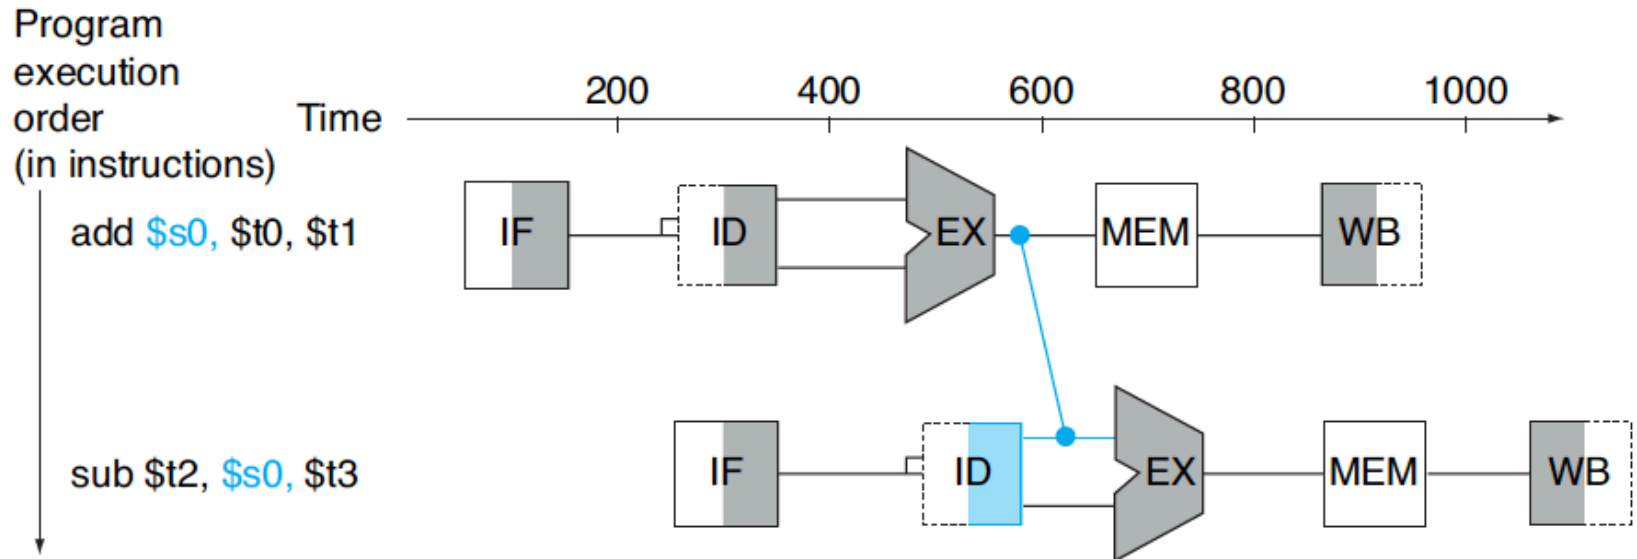 Program
execution
order
(in instructions)
Time
200 400 600 800 1000
add $s0, $t0, $t1
IF ID EX MEM WB
sub $t2, $s0, $t3
IF ID EX MEM WB